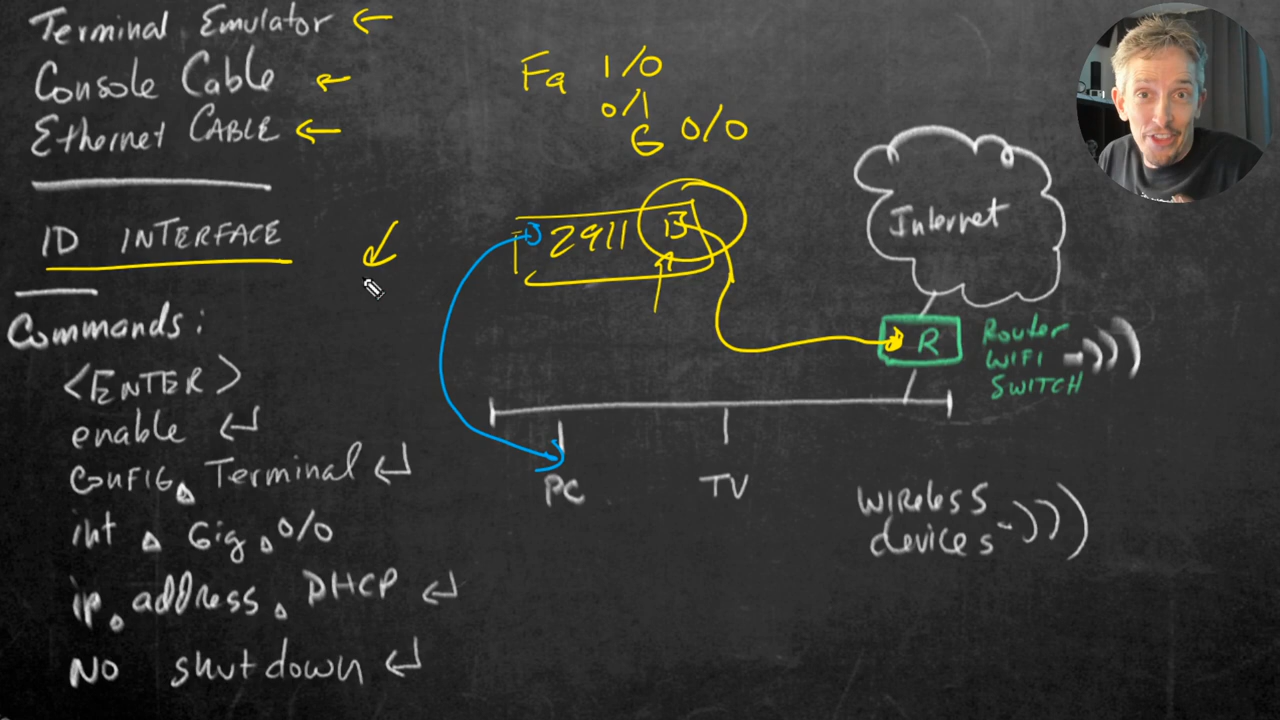 Terminal Emulator ←
Console Cable ←
Ethernet CABLE ←
ID INTERFACE
Commands:
<ENTER>
enable ↵
CONFIG Terminal ↵
int Gig 0/0
ip address DHCP ↵
NO shutdown ↵
Fa 1/0
0/1
G 0/0
2911
Internet
R
Router
WIFI
SWITCH
PC
TV
WIRELESS
devices